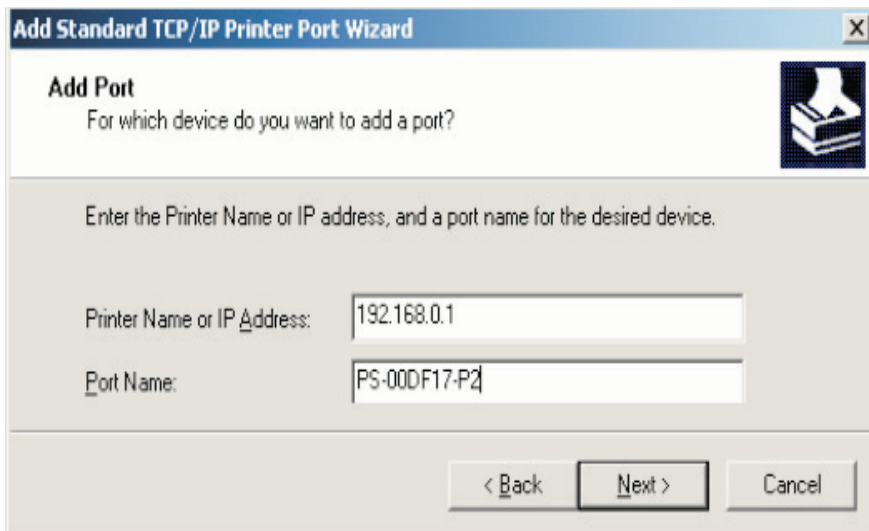 Add Standard TCP/IP Printer Port Wizard
Add Port
For which device do you want to add a port?
Enter the Printer Name or IP address, and a port name for the desired device.
Printer Name or IP Address: 192.168.0.1
Port Name: PS-00DF17-P2
< Back Next > Cancel